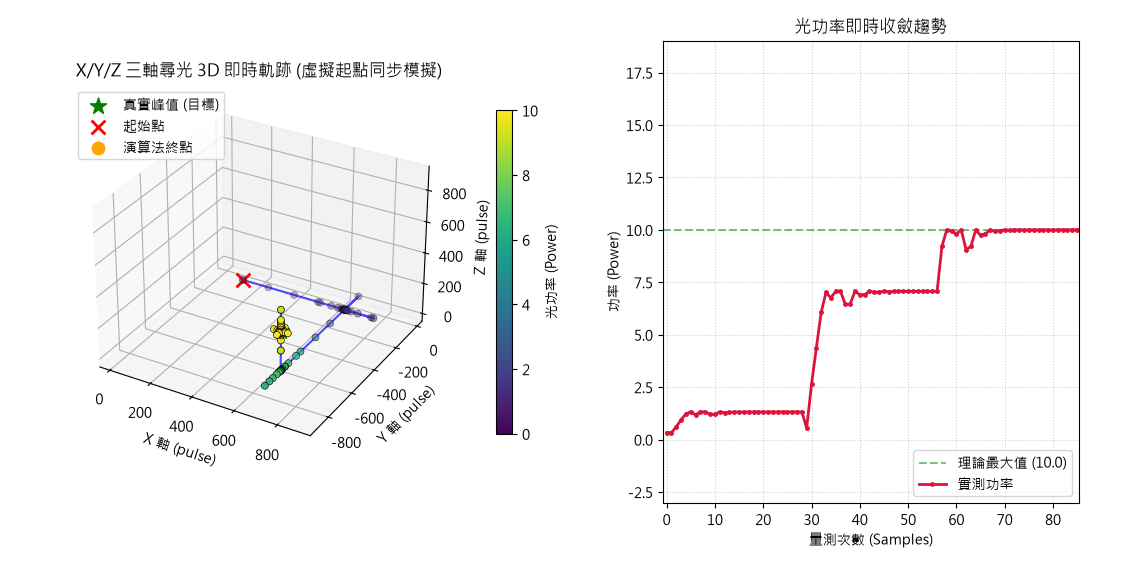 X/Y/Z 三軸尋光 3D 即時軌跡 (虛擬起點同步模擬)
真實峰值 (目標)
起始點
演算法終點
0
200
400
600
800
X 軸 (pulse)
-800
-600
-400
-200
0
Y 軸 (pulse)
800
600
400
200
0
Z 軸 (pulse)
10
8
6
4
2
0
光功率 (Power)
光功率即時收斂趨勢
17.5
15.0
12.5
10.0
7.5
5.0
2.5
0.0
-2.5
功率 (Power)
理論最大值 (10.0)
實測功率
0 10 20 30 40 50 60 70 80
量測次數 (Samples)